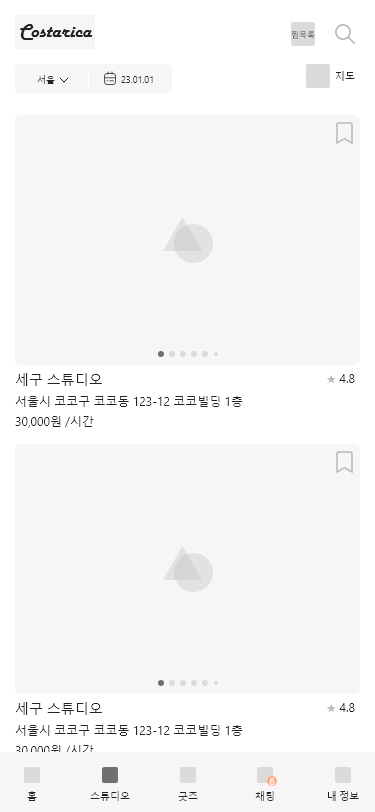 Costarica
찜목록
서울
23.01.01
지도
세구 스튜디오
★ 4.8
서울시 코코구 코코동 123-12 코코빌딩 1층
30,000원 /시간
세구 스튜디오
★ 4.8
서울시 코코구 코코동 123-12 코코빌딩 1층
30,000원 /시간
6
홈
스튜디오
굿즈
채팅
내 정보